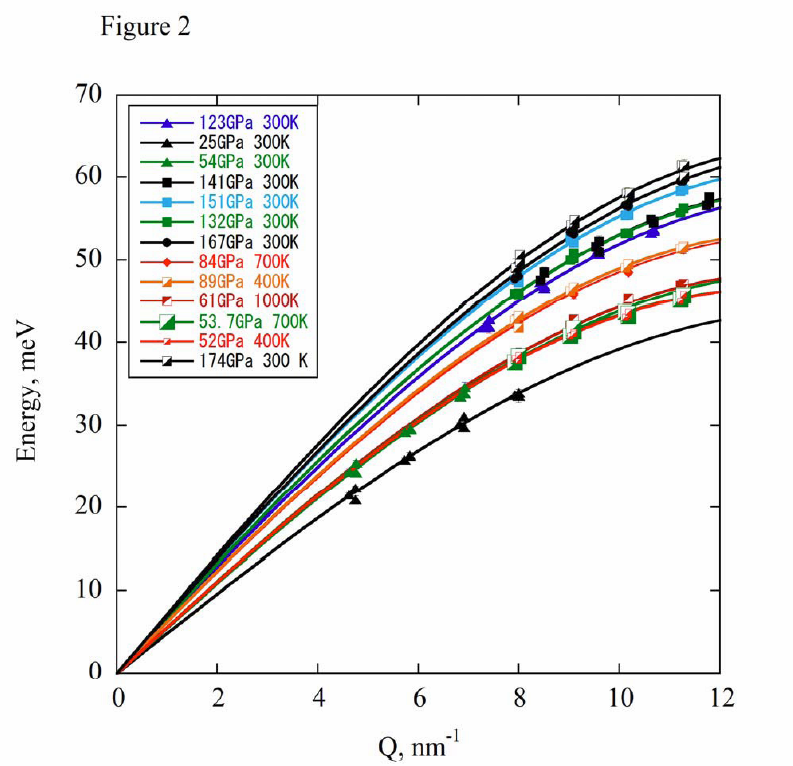 Figure 2
70
60
50
40
30
20
10
0
Energy, meV
123GPa 300K
25GPa 300K
54GPa 300K
141GPa 300K
151GPa 300K
132GPa 300K
167GPa 300K
84GPa 700K
89GPa 400K
61GPa 1000K
53.7GPa 700K
52GPa 400K
174GPa 300 K
0 2 4 6 8 10 12
Q, nm⁻¹